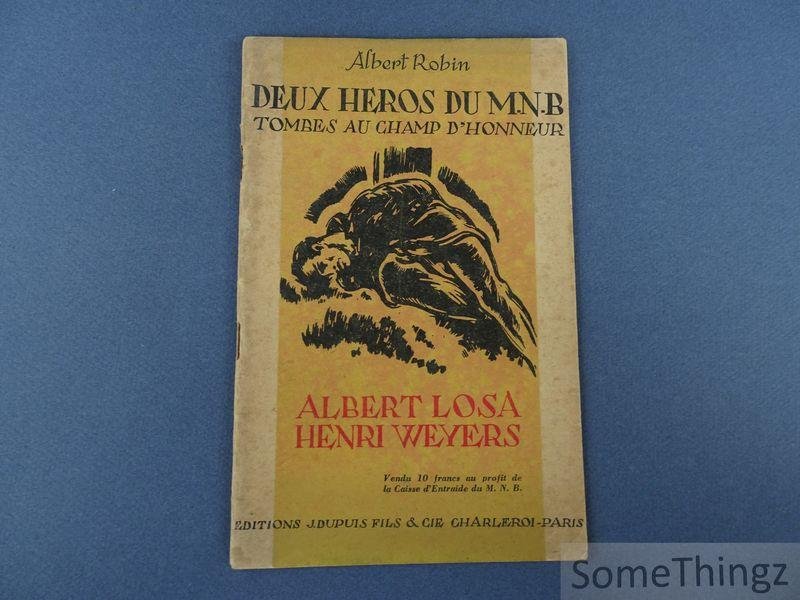 Albert Robin
DEUX HEROS DU M.N.B
TOMBES AU CHAMP D'HONNEUR
ALBERT LOSA
HENRI WEYERS
Vendu 10 francs au profit de
la Caisse d'Entraide du M. N. B.
EDITIONS J.DUPUIS FILS & CIE CHARLEROI-PARIS
SomeThingz